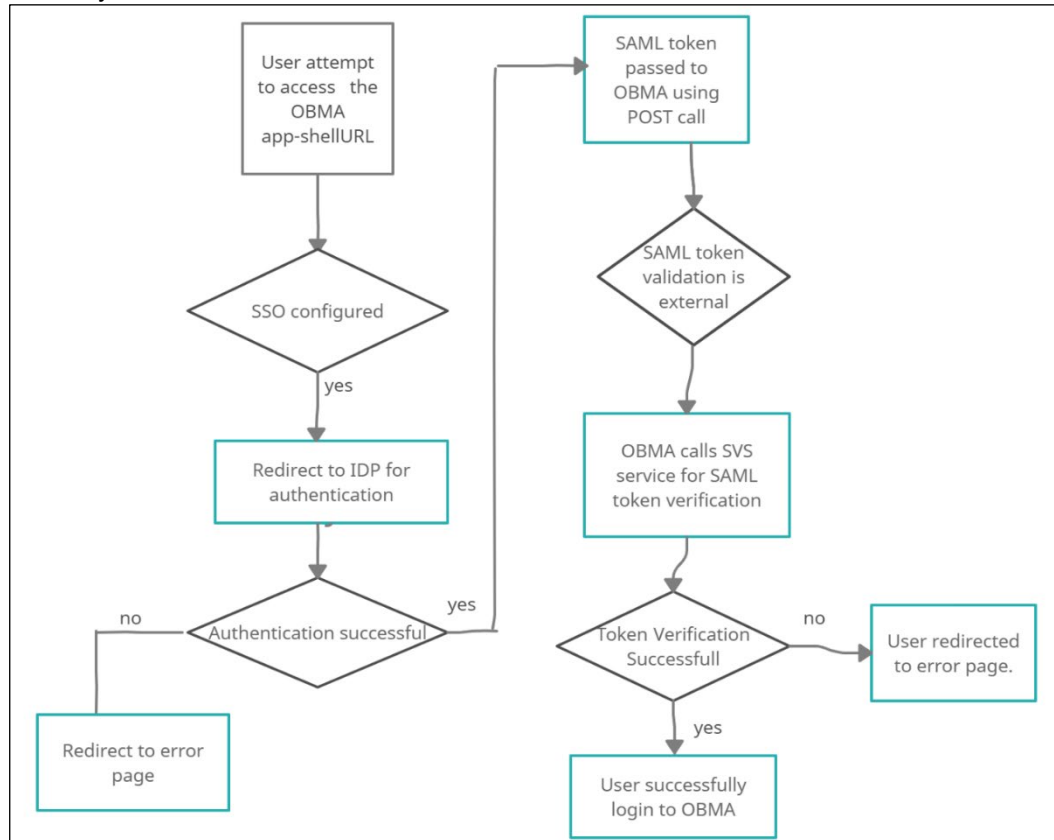 User attempt
to access the
OBMA
app-shellURL
SSO configured
yes
Redirect to IDP for
authentication
Authentication successful
no
yes
Redirect to error
page
SAML token
passed to
OBMA using
POST call
SAML token
validation is
external
OBMA calls SVS
service for SAML
token verification
Token Verification
Successfull
no
User redirected
to error page.
yes
User successfully
login to OBMA